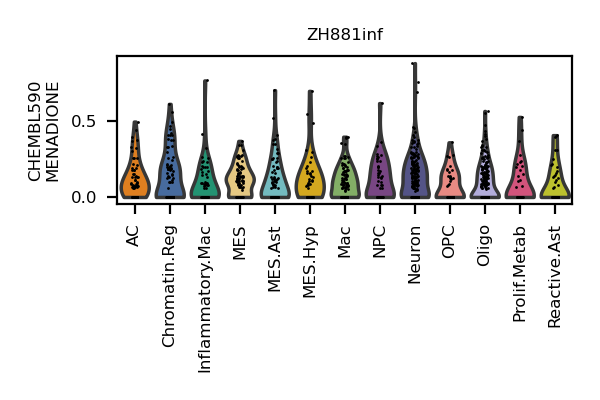 ZH881inf
CHEMBL590
MENADIONE
0.5
0.0
AC
Chromatin.Reg
Inflammatory.Mac
MES
MES.Ast
MES.Hyp
Mac
NPC
Neuron
OPC
Oligo
Prolif.Metab
Reactive.Ast